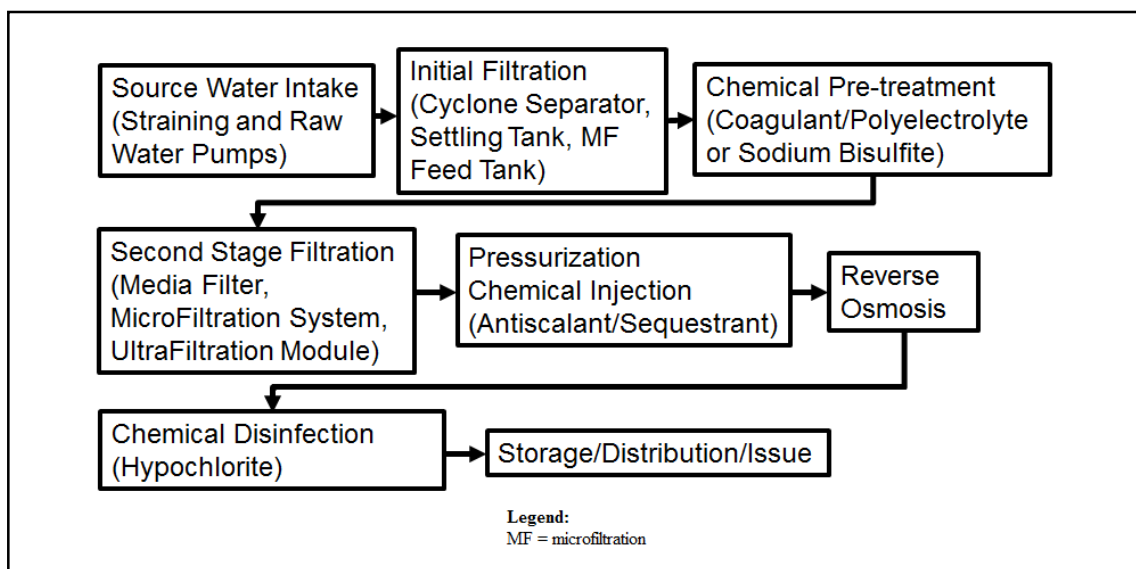 Source Water Intake
(Straining and Raw
Water Pumps)
Initial Filtration
(Cyclone Separator,
Settling Tank, MF
Feed Tank)
Chemical Pre-treatment
(Coagulant/Polyelectrolyte
or Sodium Bisulfite)
Second Stage Filtration
(Media Filter,
MicroFiltration System,
UltraFiltration Module)
Pressurization
Chemical Injection
(Antiscalant/Sequestrant)
Reverse
Osmosis
Chemical Disinfection
(Hypochlorite)
Storage/Distribution/Issue
Legend:
MF = microfiltration